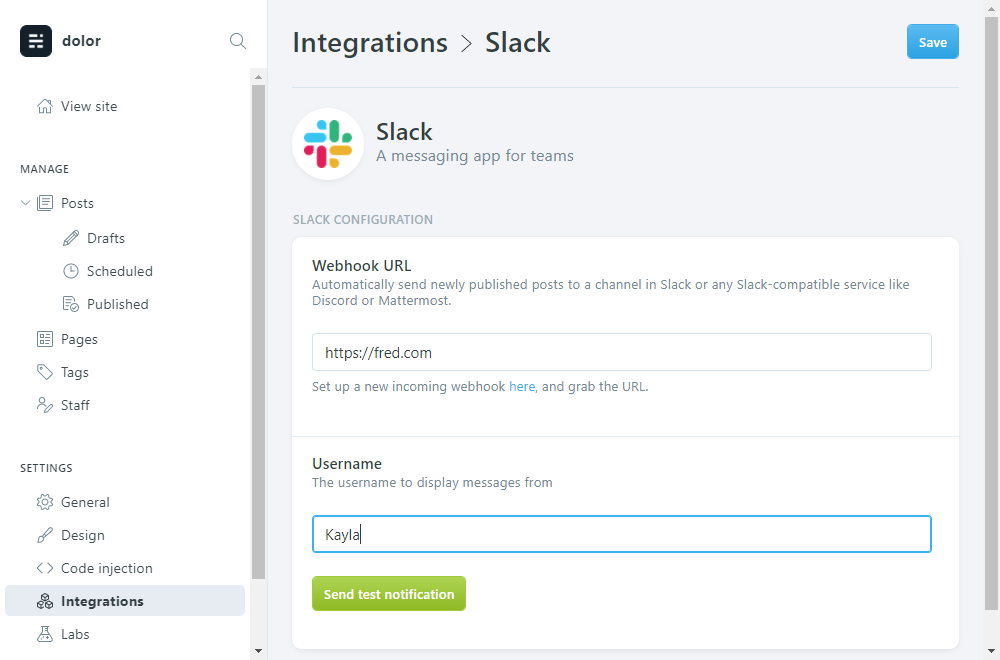 dolor
View site
MANAGE
Posts
Drafts
Scheduled
Published
Pages
Tags
Staff
SETTINGS
General
Design
Code injection
Integrations
Labs
Integrations > Slack
Save
Slack
A messaging app for teams
SLACK CONFIGURATION
Webhook URL
Automatically send newly published posts to a channel in Slack or any Slack-compatible service like
Discord or Mattermost.
https://fred.com
Set up a new incoming webhook here, and grab the URL.
Username
The username to display messages from
Kayla
Send test notification